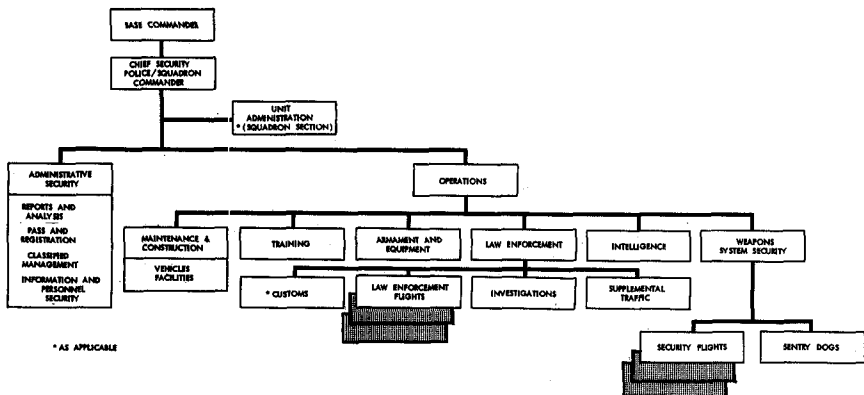 BASE COMMANDER
CHIEF SECURITY
POLICE/SQUADRON
COMMANDER
UNIT
ADMINISTRATION
* (SQUADRON SECTION)
ADMINISTRATIVE
SECURITY
REPORTS AND
ANALYSIS
PASS AND
REGISTRATION
CLASSIFIED
MANAGEMENT
INFORMATION AND
PERSONNEL
SECURITY
OPERATIONS
MAINTENANCE &
CONSTRUCTION
VEHICLES
FACILITIES
TRAINING
ARMAMENT AND
EQUIPMENT
LAW ENFORCEMENT
INTELLIGENCE
WEAPONS
SYSTEM SECURITY
* CUSTOMS
LAW ENFORCEMENT
FLIGHTS
INVESTIGATIONS
SUPPLEMENTAL
TRAFFIC
SECURITY FLIGHTS
SENTRY DOGS
* AS APPLICABLE